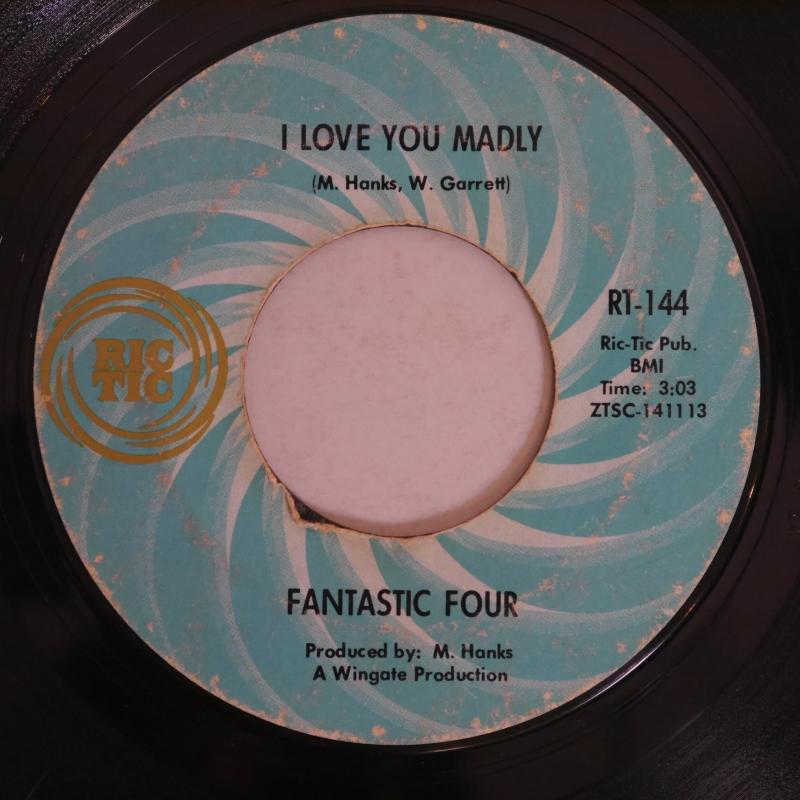 I LOVE YOU MADLY
(M. Hanks, W. Garrett)
RIC
TIC
RT-144
Ric-Tic Pub.
BMI
Time: 3:03
ZTSC-141113
FANTASTIC FOUR
Produced by: M. Hanks
A Wingate Production